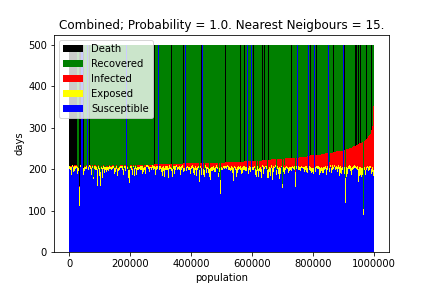 Combined; Probability = 1.0. Nearest Neigbours = 15.
500
400
300
200
100
0
days
Death
Recovered
Infected
Exposed
Susceptible
0 200000 400000 600000 800000 1000000
population